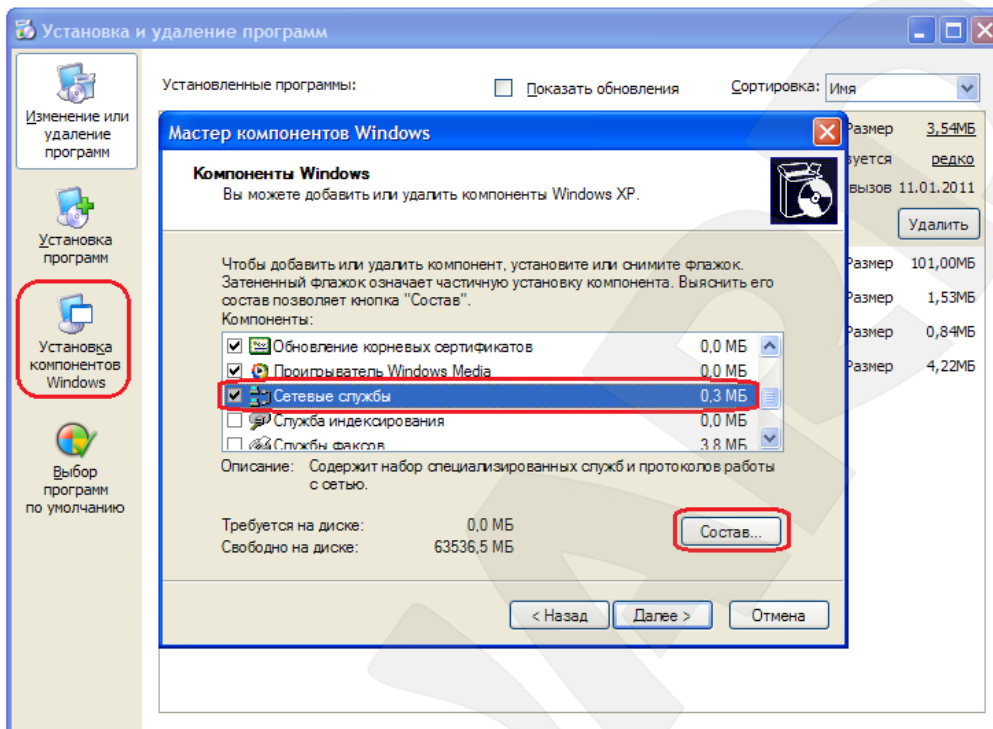 Установка и удаление программ
Изменение или
удаление
программ
Установка
программ
Установка
компонентов
Windows
Выбор
программ
по умолчанию
Установленные программы:
Показать обновления
Сортировка: Имя
Размер 3,54МБ
зуется редко
вызов 11.01.2011
Удалить
Размер 101,00МБ
Размер 1,53МБ
Размер 0,84МБ
Размер 4,22МБ
Мастер компонентов Windows
Компоненты Windows
Вы можете добавить или удалить компоненты Windows XP.
Чтобы добавить или удалить компонент, установите или снимите флажок.
Затененный флажок означает частичную установку компонента. Выяснить его
состав позволяет кнопка "Состав".
Компоненты:
Обновление корневых сертификатов 0,0 МБ
Проигрыватель Windows Media 0,0 МБ
Сетевые службы 0,3 МБ
Служба индексирования 0,0 МБ
Службы факсов 3,8 МБ
Описание: Содержит набор специализированных служб и протоколов работы
с сетью.
Требуется на диске: 0,0 МБ
Свободно на диске: 63536,5 МБ
Состав...
< Назад
Далее >
Отмена